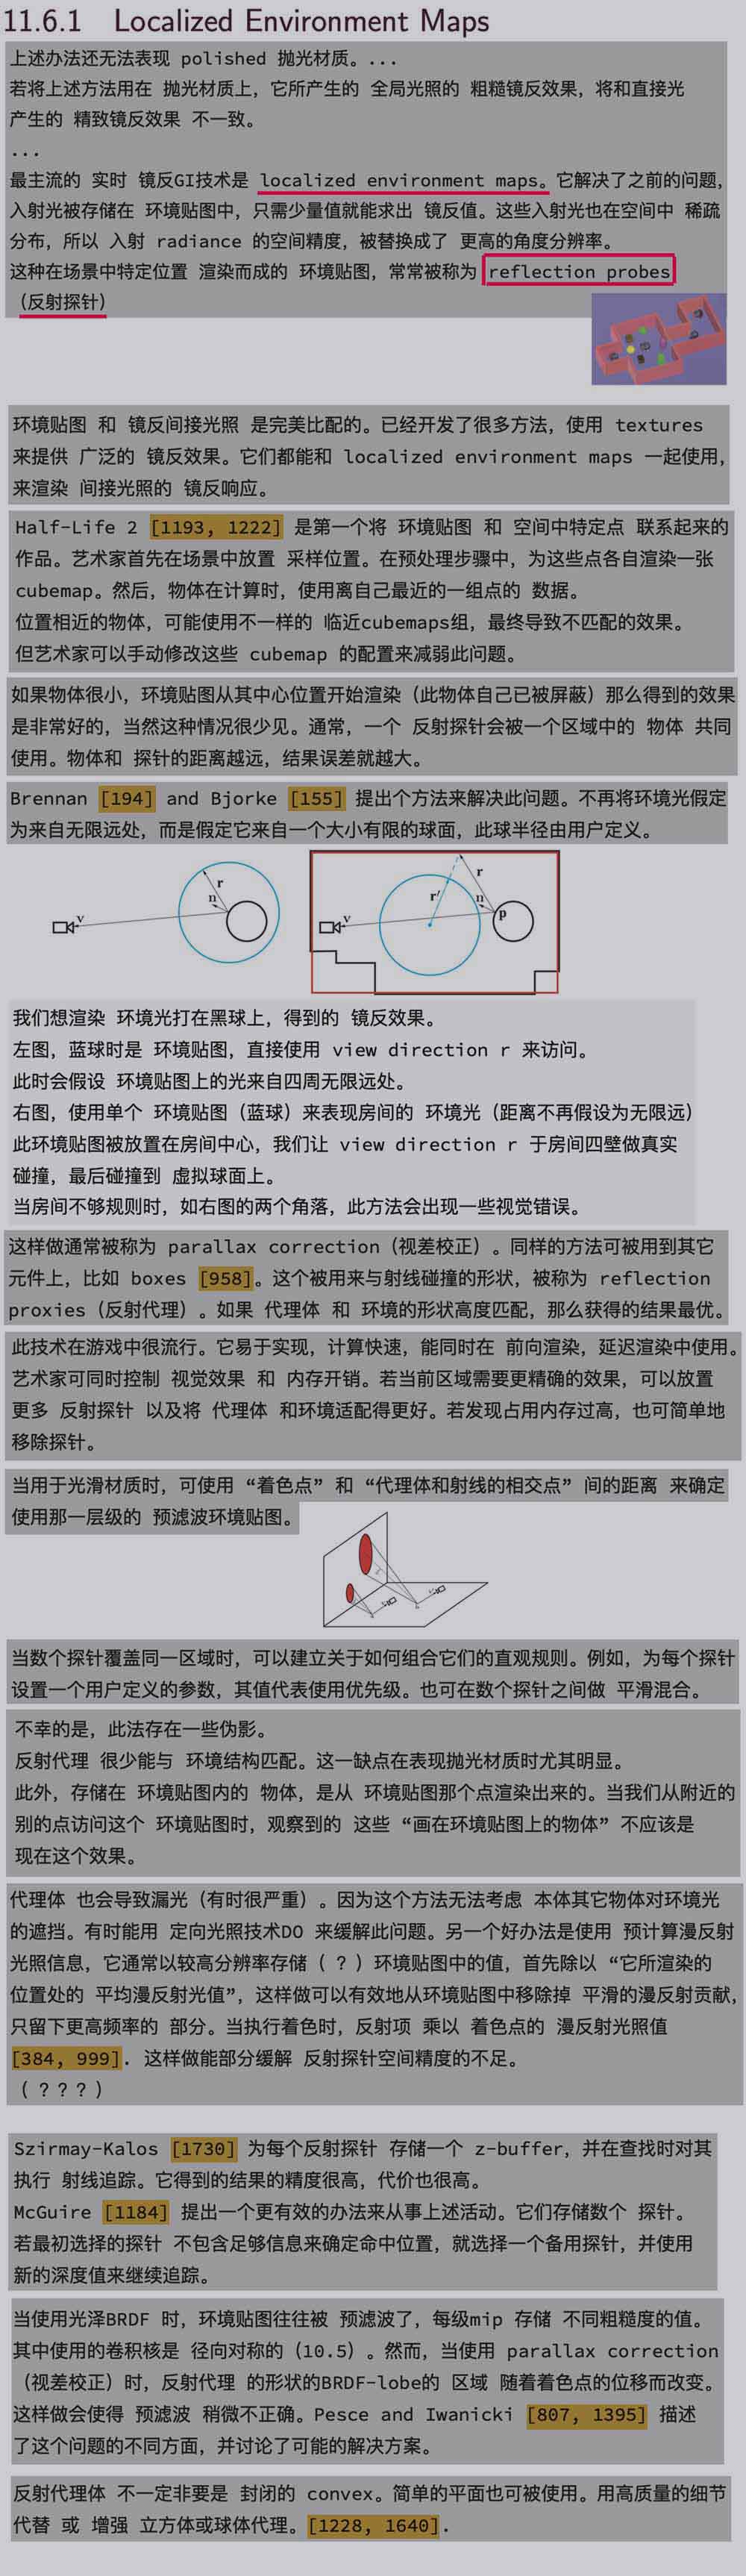 11.6.1 Localized Environment Maps
上述办法还无法表现 polished 抛光材质。...
若将上述方法用在 抛光材质上，它所产生的 全局光照的 粗糙镜反效果，将和直接光
产生的 精致镜反效果 不一致。
...
最主流的 实时 镜反GI技术是 localized environment maps。它解决了之前的问题，
入射光被存储在 环境贴图中，只需少量值就能求出 镜反值。这些入射光也在空间中 稀疏
分布，所以 入射 radiance 的空间精度，被替换成了 更高的角度分辨率。
这种在场景中特定位置 渲染而成的 环境贴图，常常被称为 reflection probes
（反射探针）
环境贴图 和 镜反间接光照 是完美比配的。已经开发了很多方法，使用 textures
来提供 广泛的 镜反效果。它们都能和 localized environment maps 一起使用，
来渲染 间接光照的 镜反响应。
Half-Life 2 [1193, 1222] 是第一个将 环境贴图 和 空间中特定点 联系起来的
作品。艺术家首先在场景中放置 采样位置。在预处理步骤中，为这些点各自渲染一张
cubemap。然后，物体在计算时，使用离自己最近的一组点的 数据。
位置相近的物体，可能使用不一样的 临近cubemaps组，最终导致不匹配的效果。
但艺术家可以手动修改这些 cubemap 的配置来减弱此问题。
如果物体很小，环境贴图从其中心位置开始渲染（此物体自己已被屏蔽）那么得到的效果
是非常好的，当然这种情况很少见。通常，一个 反射探针会被一个区域中的 物体 共同
使用。物体和 探针的距离越远，结果误差就越大。
Brennan [194] and Bjorke [155] 提出个方法来解决此问题。不再将环境光假定
为来自无限远处，而是假定它来自一个大小有限的球面，此球半径由用户定义。
r
n
v
r
r'
n
p
v
我们想渲染 环境光打在黑球上，得到的 镜反效果。
左图，蓝球时是 环境贴图，直接使用 view direction r 来访问。
此时会假设 环境贴图上的光来自四周无限远处。
右图，使用单个 环境贴图（蓝球）来表现房间的 环境光（距离不再假设为无限远）
此环境贴图被放置在房间中心，我们让 view direction r 于房间四壁做真实
碰撞，最后碰撞到 虚拟球面上。
当房间不够规则时，如右图的两个角落，此方法会出现一些视觉错误。
这样做通常被称为 parallax correction（视差校正）。同样的方法可被用到其它
元件上，比如 boxes [958]。这个被用来与射线碰撞的形状，被称为 reflection
proxies（反射代理）。如果 代理体 和 环境的形状高度匹配，那么获得的结果最优。
此技术在游戏中很流行。它易于实现，计算快速，能同时在 前向渲染，延迟渲染中使用。
艺术家可同时控制 视觉效果 和 内存开销。若当前区域需要更精确的效果，可以放置
更多 反射探针 以及将 代理体 和环境适配得更好。若发现占用内存过高，也可简单地
移除探针。
当用于光滑材质时，可使用 “着色点” 和 “代理体和射线的相交点” 间的距离 来确定
使用那一层级的 预滤波环境贴图。
当数个探针覆盖同一区域时，可以建立关于如何组合它们的直观规则。例如，为每个探针
设置一个用户定义的参数，其值代表使用优先级。也可在数个探针之间做 平滑混合。
不幸的是，此法存在一些伪影。
反射代理 很少能与 环境结构匹配。这一缺点在表现抛光材质时尤其明显。
此外，存储在 环境贴图内的 物体，是从 环境贴图那个点渲染出来的。当我们从附近的
别的点访问这个 环境贴图时，观察到的 这些 “画在环境贴图上的物体” 不应该是
现在这个效果。
代理体 也会导致漏光（有时很严重）。因为这个方法无法考虑 本体其它物体对环境光
的遮挡。有时能用 定向光照技术DO 来缓解此问题。另一个好办法是使用 预计算漫反射
光照信息，它通常以较高分辨率存储（ ? ）环境贴图中的值，首先除以 “它所渲染的
位置处的 平均漫反射光值”，这样做可以有效地从环境贴图中移除掉 平滑的漫反射贡献，
只留下更高频率的 部分。当执行着色时，反射项 乘以 着色点的 漫反射光照值
[384, 999]. 这样做能部分缓解 反射探针空间精度的不足。
（ ? ? ? ）
Szirmay-Kalos [1730] 为每个反射探针 存储一个 z-buffer，并在查找时对其
执行 射线追踪。它得到的结果的精度很高，代价也很高。
McGuire [1184] 提出一个更有效的办法来从事上述活动。它们存储数个 探针。
若最初选择的探针 不包含足够信息来确定命中位置，就选择一个备用探针，并使用
新的深度值来继续追踪。
当使用光泽BRDF 时，环境贴图往往被 预滤波了，每级mip 存储 不同粗糙度的值。
其中使用的卷积核是 径向对称的（10.5）。然而，当使用 parallax correction
（视差校正）时，反射代理 的形状的BRDF-lobe的 区域 随着着色点的位移而改变。
这样做会使得 预滤波 稍微不正确。Pesce and Iwanicki [807, 1395] 描述
了这个问题的不同方面，并讨论了可能的解决方案。
反射代理体 不一定非要是 封闭的 convex。简单的平面也可被使用。用高质量的细节
代替 或 增强 立方体或球体代理。[1228, 1640].